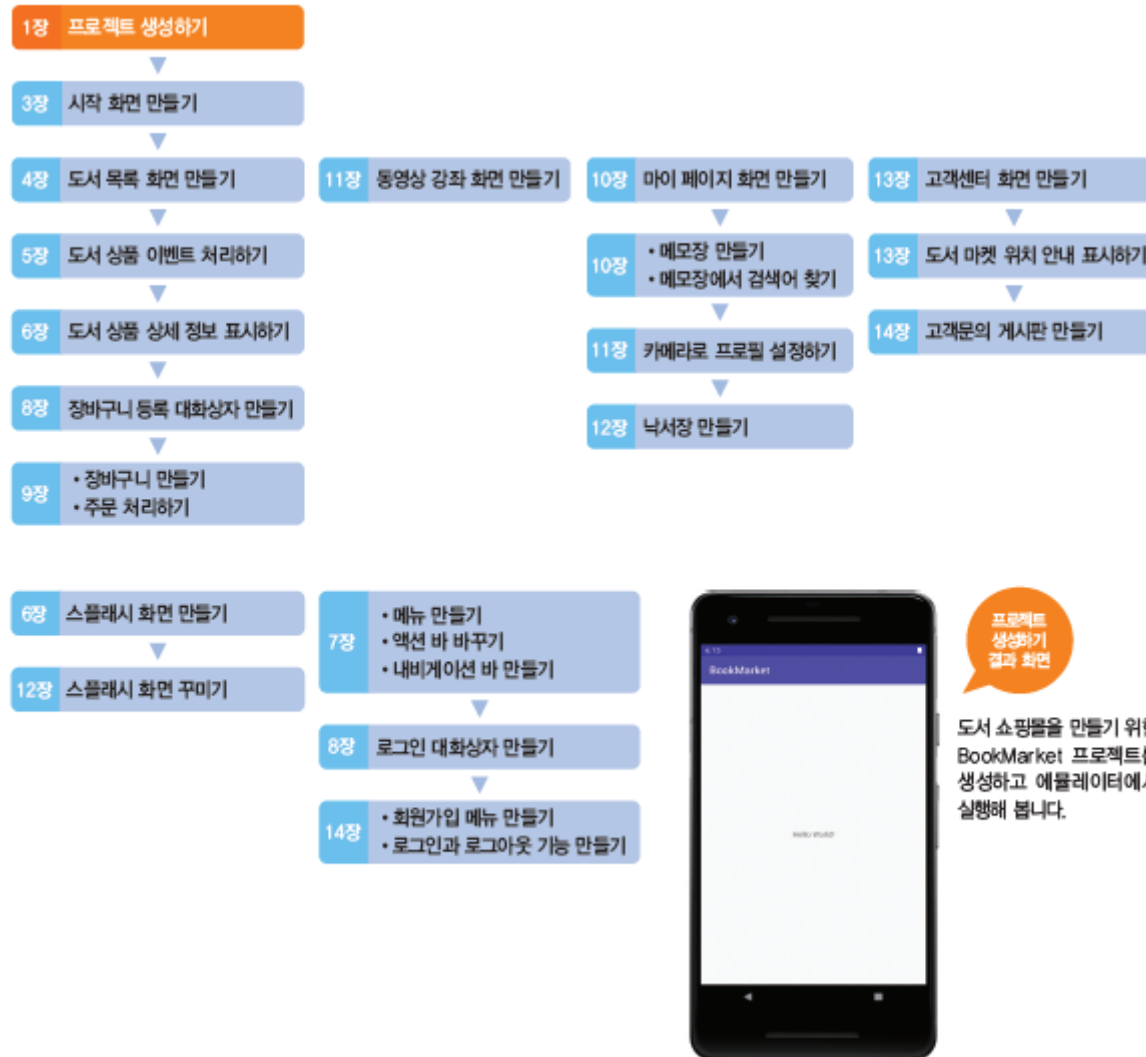 1장 프로젝트 생성하기
3장 시작 화면 만들기
4장 도서 목록 화면 만들기
5장 도서 상품 이벤트 처리하기
6장 도서 상품 상세 정보 표시하기
8장 장바구니 등록 대화상자 만들기
9장
• 장바구니 만들기
• 주문 처리하기
11장 동영상 강좌 화면 만들기
10장 마이 페이지 화면 만들기
10장
• 메모장 만들기
• 메모장에서 검색어 찾기
11장 카메라로 프로필 설정하기
12장 낙서장 만들기
13장 고객센터 화면 만들기
13장 도서 마켓 위치 안내 표시하기
14장 고객문의 게시판 만들기
6장 스플래시 화면 만들기
12장 스플래시 화면 꾸미기
7장
• 메뉴 만들기
• 액션 바 바꾸기
• 내비게이션 바 만들기
8장 로그인 대화상자 만들기
14장
• 회원가입 메뉴 만들기
• 로그인과 로그아웃 기능 만들기
BookMarket
Hello World!
프로젝트
생성하기
결과 화면
도서 쇼핑몰을 만들기 위한
BookMarket 프로젝트를
생성하고 에뮬레이터에서
실행해 봅니다.